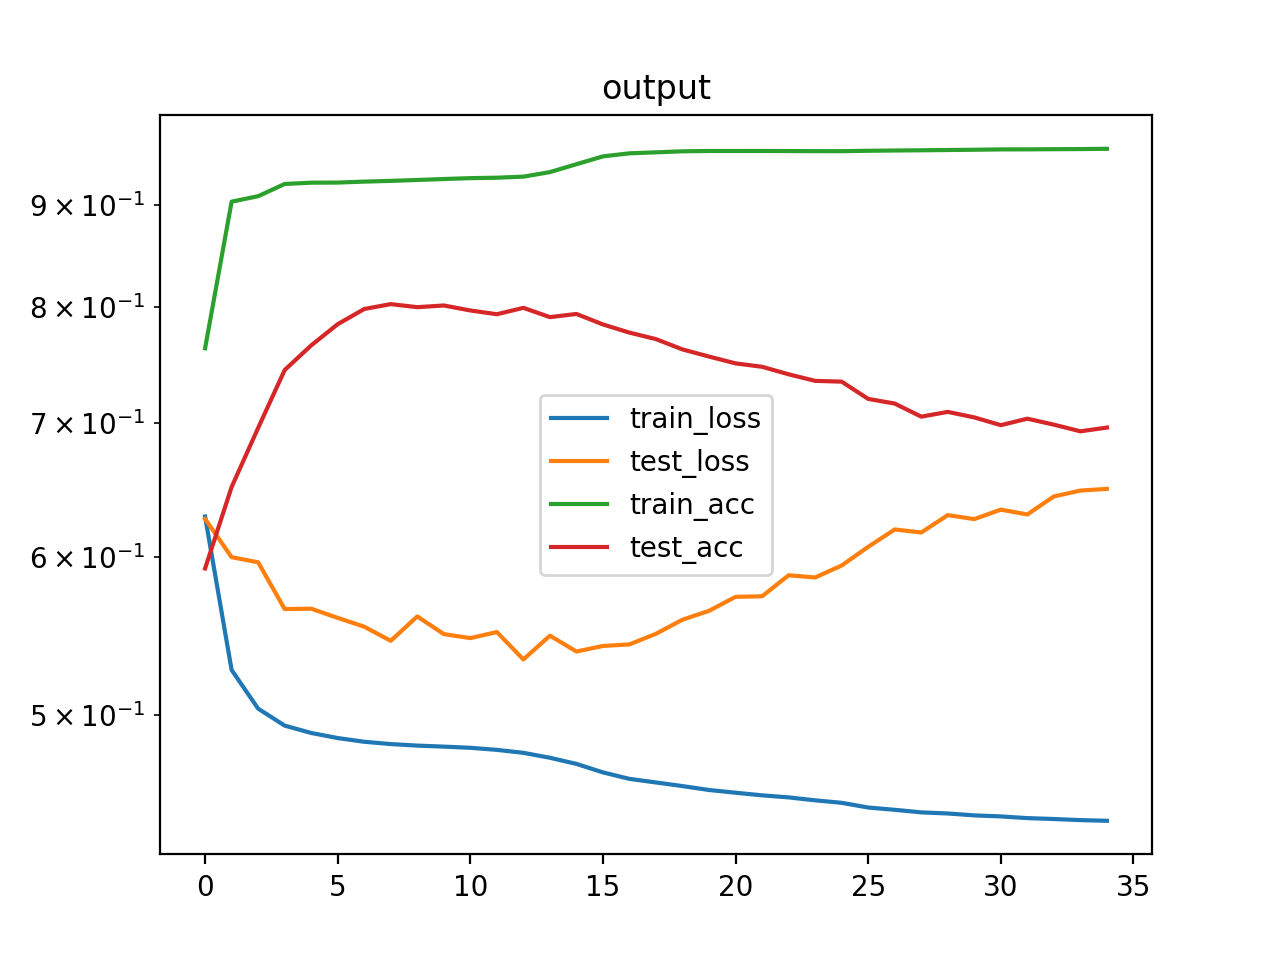 output
9 × 10⁻¹
8 × 10⁻¹
7 × 10⁻¹
6 × 10⁻¹
5 × 10⁻¹
train_loss
test_loss
train_acc
test_acc
0 5 10 15 20 25 30 35